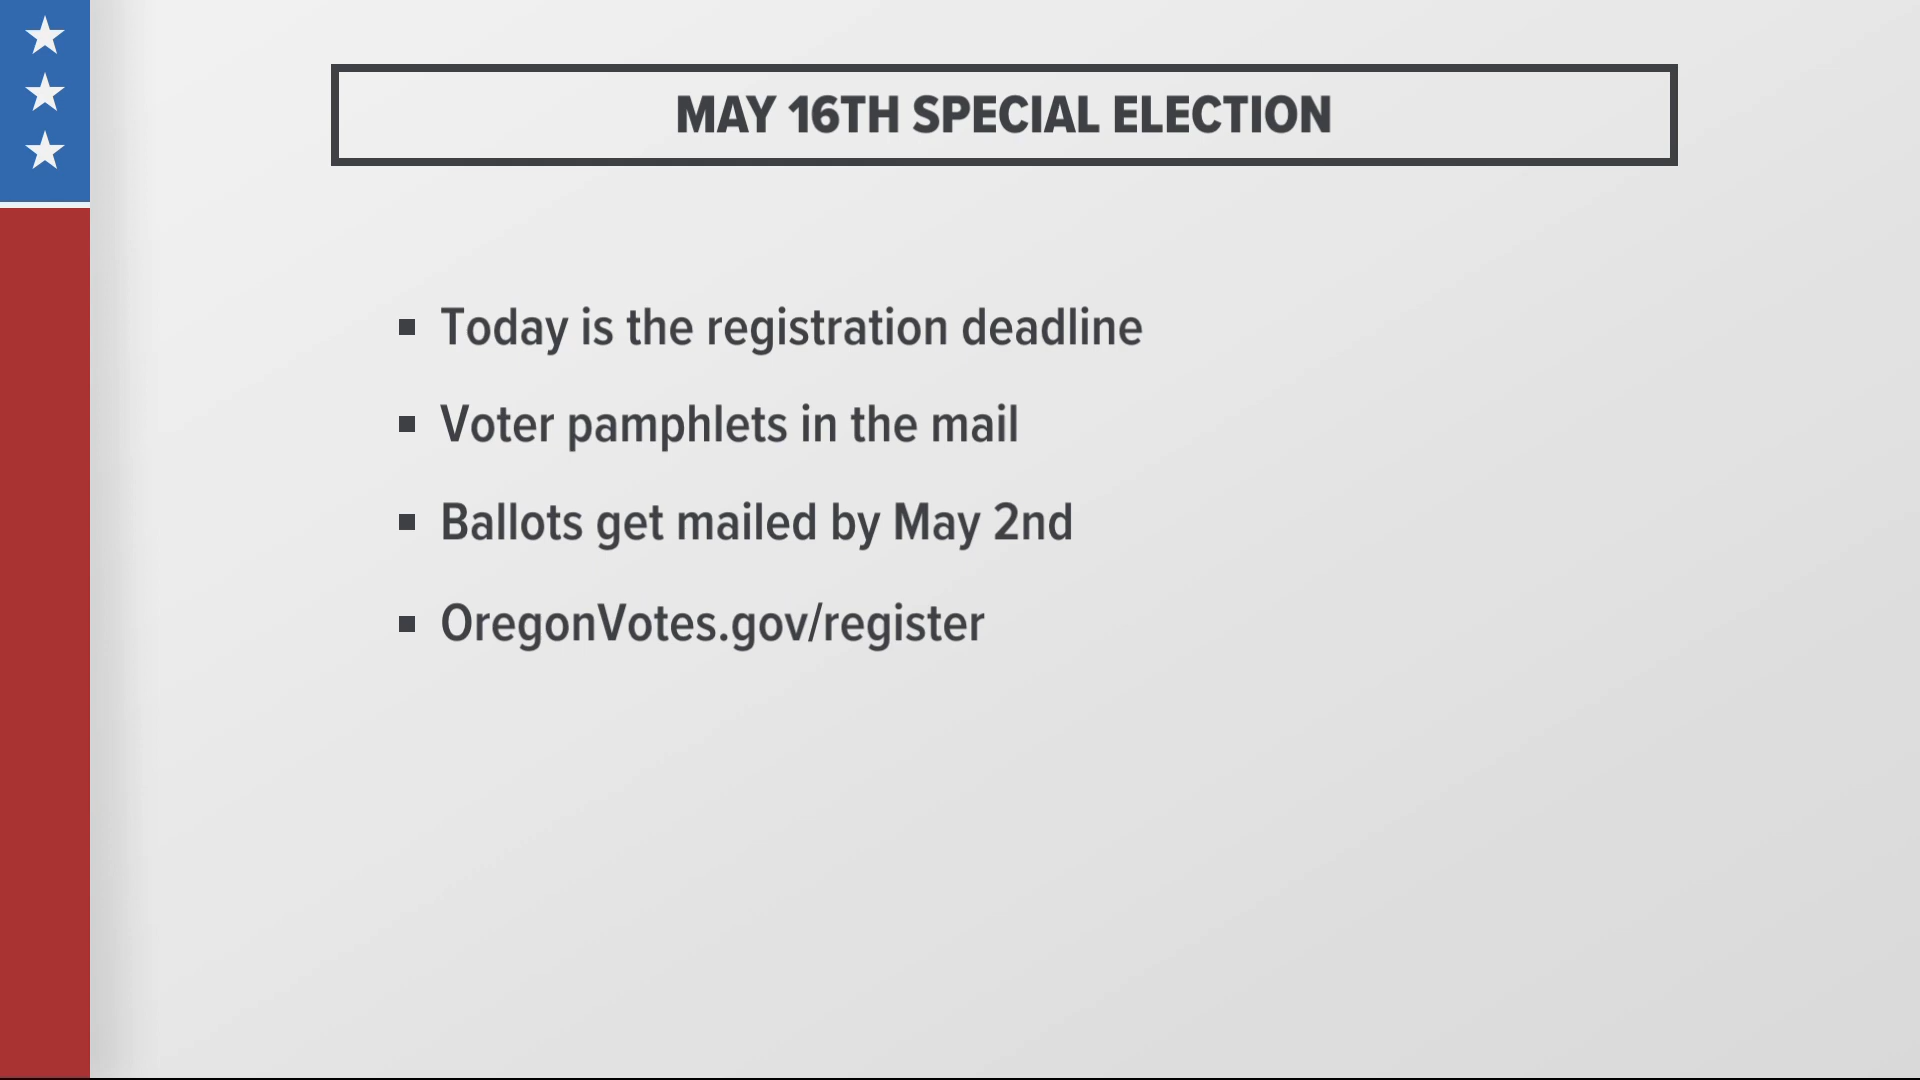 MAY 16TH SPECIAL ELECTION
Today is the registration deadline
Voter pamphlets in the mail
Ballots get mailed by May 2nd
OregonVotes.gov/register